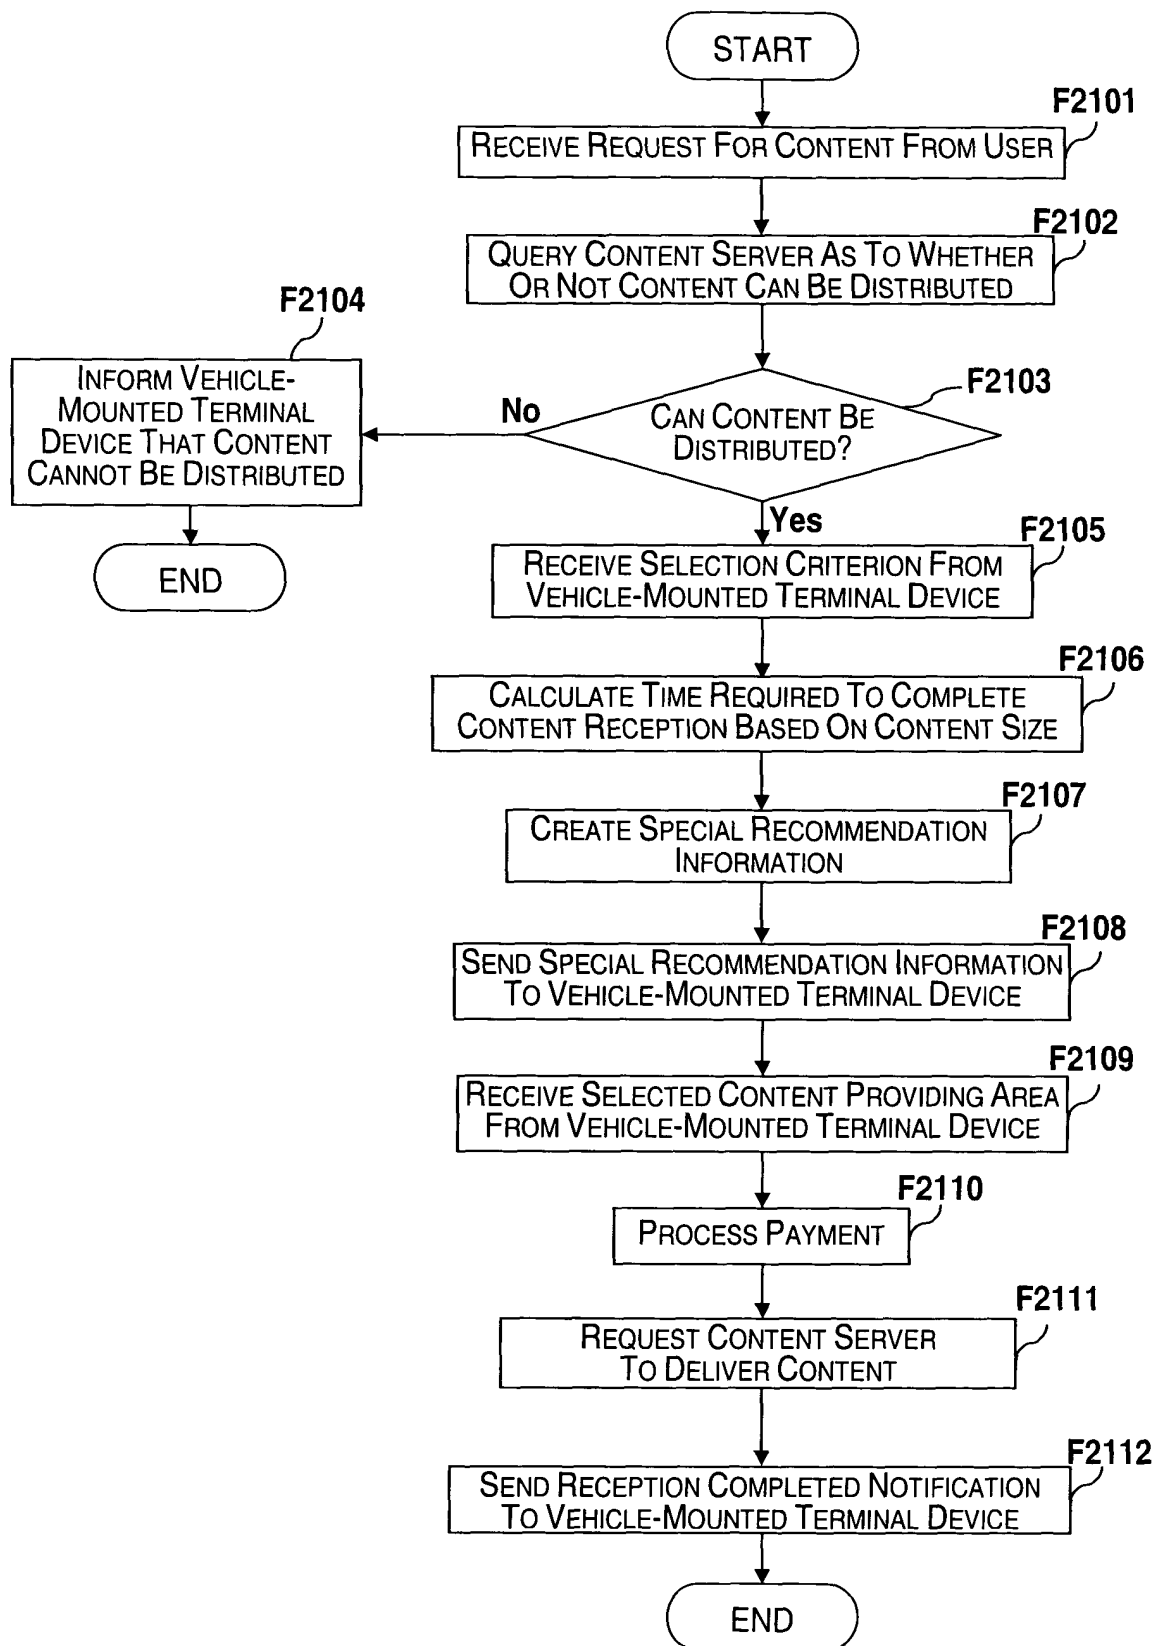 START
F2101
RECEIVE REQUEST FOR CONTENT FROM USER
F2102
QUERY CONTENT SERVER AS TO WHETHER
OR NOT CONTENT CAN BE DISTRIBUTED
F2104
INFORM VEHICLE-
MOUNTED TERMINAL
DEVICE THAT CONTENT
CANNOT BE DISTRIBUTED
END
F2103
No
CAN CONTENT BE
DISTRIBUTED?
Yes
F2105
RECEIVE SELECTION CRITERION FROM
VEHICLE-MOUNTED TERMINAL DEVICE
F2106
CALCULATE TIME REQUIRED TO COMPLETE
CONTENT RECEPTION BASED ON CONTENT SIZE
F2107
CREATE SPECIAL RECOMMENDATION
INFORMATION
F2108
SEND SPECIAL RECOMMENDATION INFORMATION
TO VEHICLE-MOUNTED TERMINAL DEVICE
F2109
RECEIVE SELECTED CONTENT PROVIDING AREA
FROM VEHICLE-MOUNTED TERMINAL DEVICE
F2110
PROCESS PAYMENT
F2111
REQUEST CONTENT SERVER
TO DELIVER CONTENT
F2112
SEND RECEPTION COMPLETED NOTIFICATION
TO VEHICLE-MOUNTED TERMINAL DEVICE
END